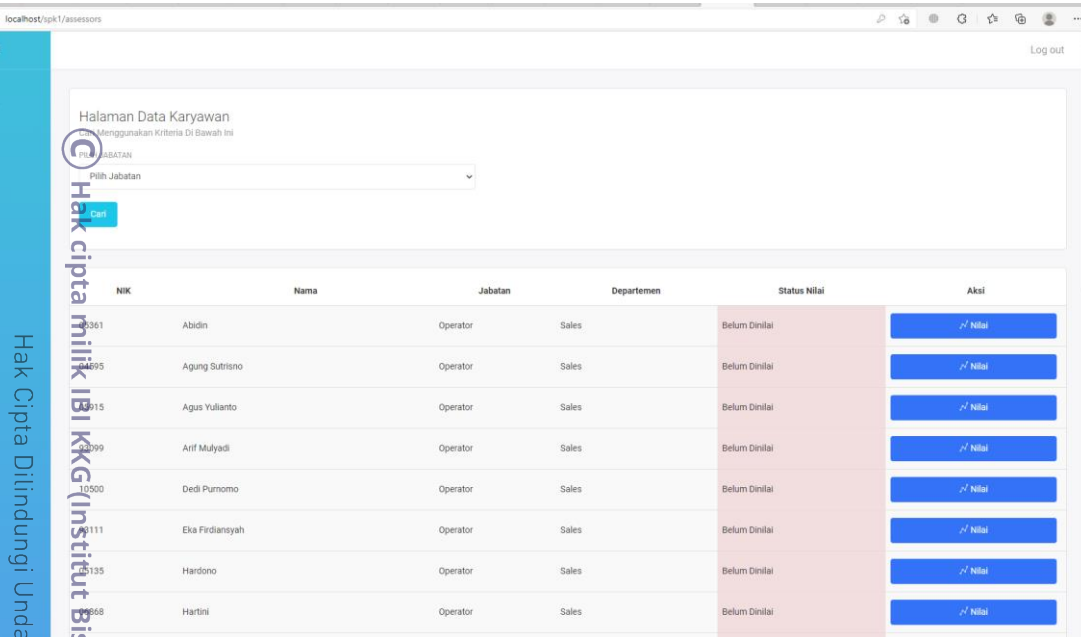 localhost/spk1/assessors
Log out
Halaman Data Karyawan
Cari Menggunakan Kriteria Di Bawah Ini
PILIH JABATAN
Pilih Jabatan
Cari
NIK Nama Jabatan Departemen Status Nilai Aksi
Abidin Operator Sales Belum Dinilai Nilai
Agung Sutrisno Operator Sales Belum Dinilai Nilai
Agus Yulianto Operator Sales Belum Dinilai Nilai
Arif Mulyadi Operator Sales Belum Dinilai Nilai
10500 Dedi Purnomo Operator Sales Belum Dinilai Nilai
Eka Firdiansyah Operator Sales Belum Dinilai Nilai
Hardono Operator Sales Belum Dinilai Nilai
Hartini Operator Sales Belum Dinilai Nilai
© Hak cipta milik IBI KKG (Institut Bis
Hak Cipta Dilindungi Unda